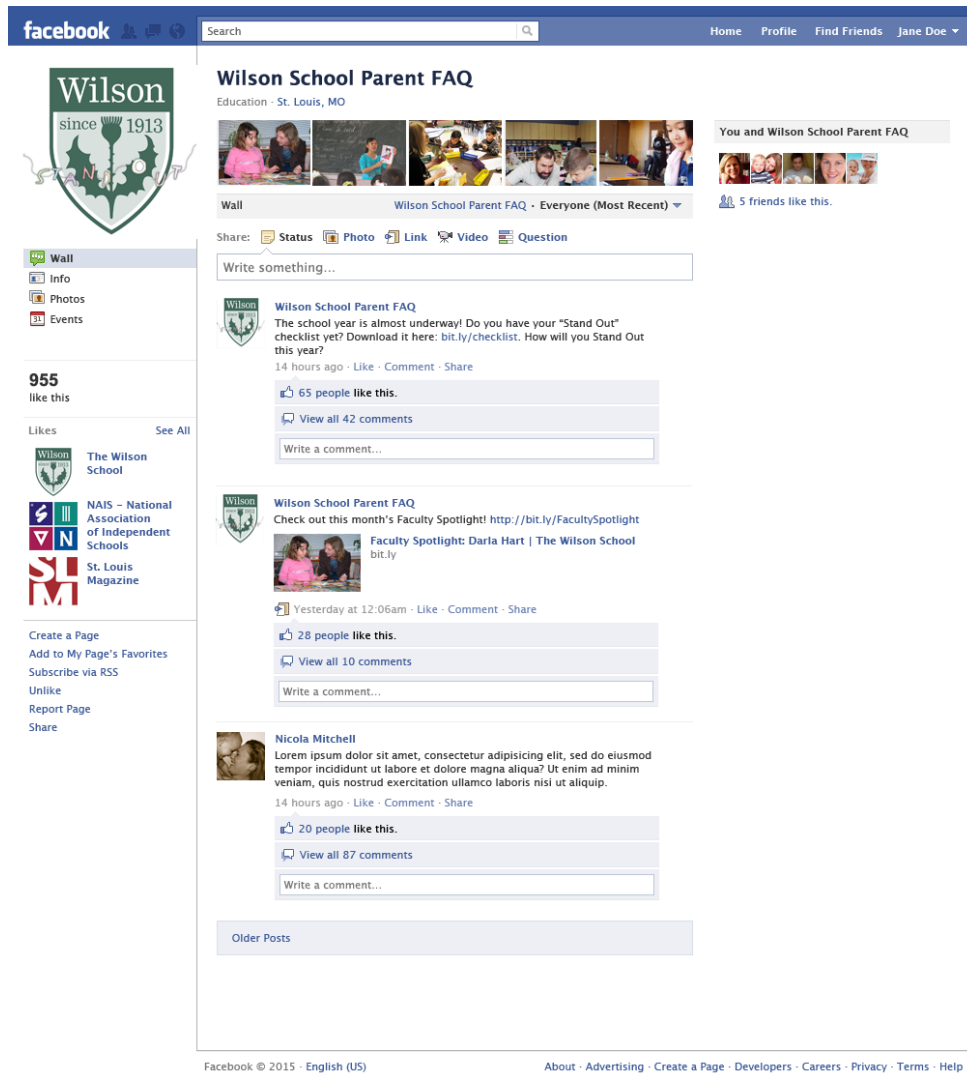 facebook
Search
Home Profile Find Friends Jane Doe
Wilson
since 1913
STAND OUT
Wilson School Parent FAQ
Education · St. Louis, MO
Wall
Wilson School Parent FAQ · Everyone (Most Recent)
Share: Status Photo Link Video Question
Write something...
You and Wilson School Parent FAQ
5 friends like this.
Wall
Info
Photos
31 Events
955
like this
Likes See All
Wilson
The Wilson
School
NAIS – National
Association
of Independent
Schools
SLM
St. Louis
Magazine
Create a Page
Add to My Page's Favorites
Subscribe via RSS
Unlike
Report Page
Share
Wilson
Wilson School Parent FAQ
The school year is almost underway! Do you have your “Stand Out”
checklist yet? Download it here: bit.ly/checklist. How will you Stand Out
this year?
14 hours ago · Like · Comment · Share
65 people like this.
View all 42 comments
Write a comment...
Wilson
Wilson School Parent FAQ
Check out this month’s Faculty Spotlight! http://bit.ly/FacultySpotlight
Faculty Spotlight: Darla Hart | The Wilson School
bit.ly
Yesterday at 12:06am · Like · Comment · Share
28 people like this.
View all 10 comments
Write a comment...
Nicola Mitchell
Lorem ipsum dolor sit amet, consectetur adipisicing elit, sed do eiusmod
tempor incididunt ut labore et dolore magna aliqua? Ut enim ad minim
veniam, quis nostrud exercitation ullamco laboris nisi ut aliquip.
14 hours ago · Like · Comment · Share
20 people like this.
View all 87 comments
Write a comment...
Older Posts
Facebook © 2015 · English (US)
About · Advertising · Create a Page · Developers · Careers · Privacy · Terms · Help